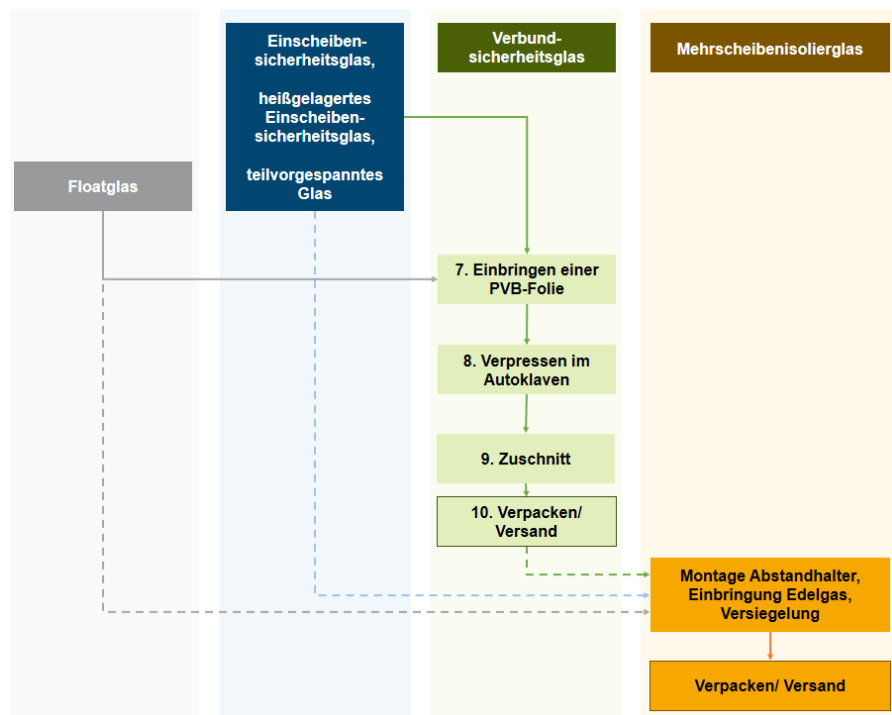 Einscheiben-
sicherheitsglas,
heißgelagertes
Einscheiben-
sicherheitsglas,
teilvorgespanntes
Glas
Verbund-
sicherheitsglas
Mehrscheibenisolierglas
Floatglas
7. Einbringen einer
PVB-Folie
8. Verpressen im
Autoklaven
9. Zuschnitt
10. Verpacken/
Versand
Montage Abstandhalter,
Einbringung Edelgas,
Versiegelung
Verpacken/ Versand